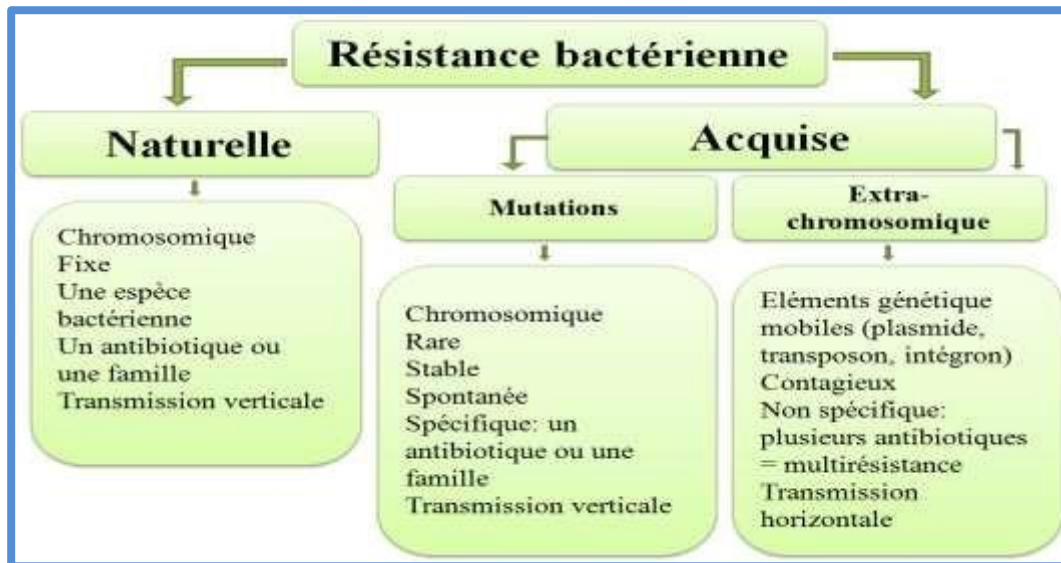 Résistance bactérienne
Naturelle
Chromosomique
Fixe
Une espèce
bactérienne
Un antibiotique ou
une famille
Transmission verticale
Acquise
Mutations
Chromosomique
Rare
Stable
Spontanée
Spécifique: un
antibiotique ou une
famille
Transmission verticale
Extra-
chromosomique
Eléments génétique
mobiles (plasmide,
transposon, intégron)
Contagieux
Non spécifique:
plusieurs antibiotiques
= multirésistance
Transmission
horizontale